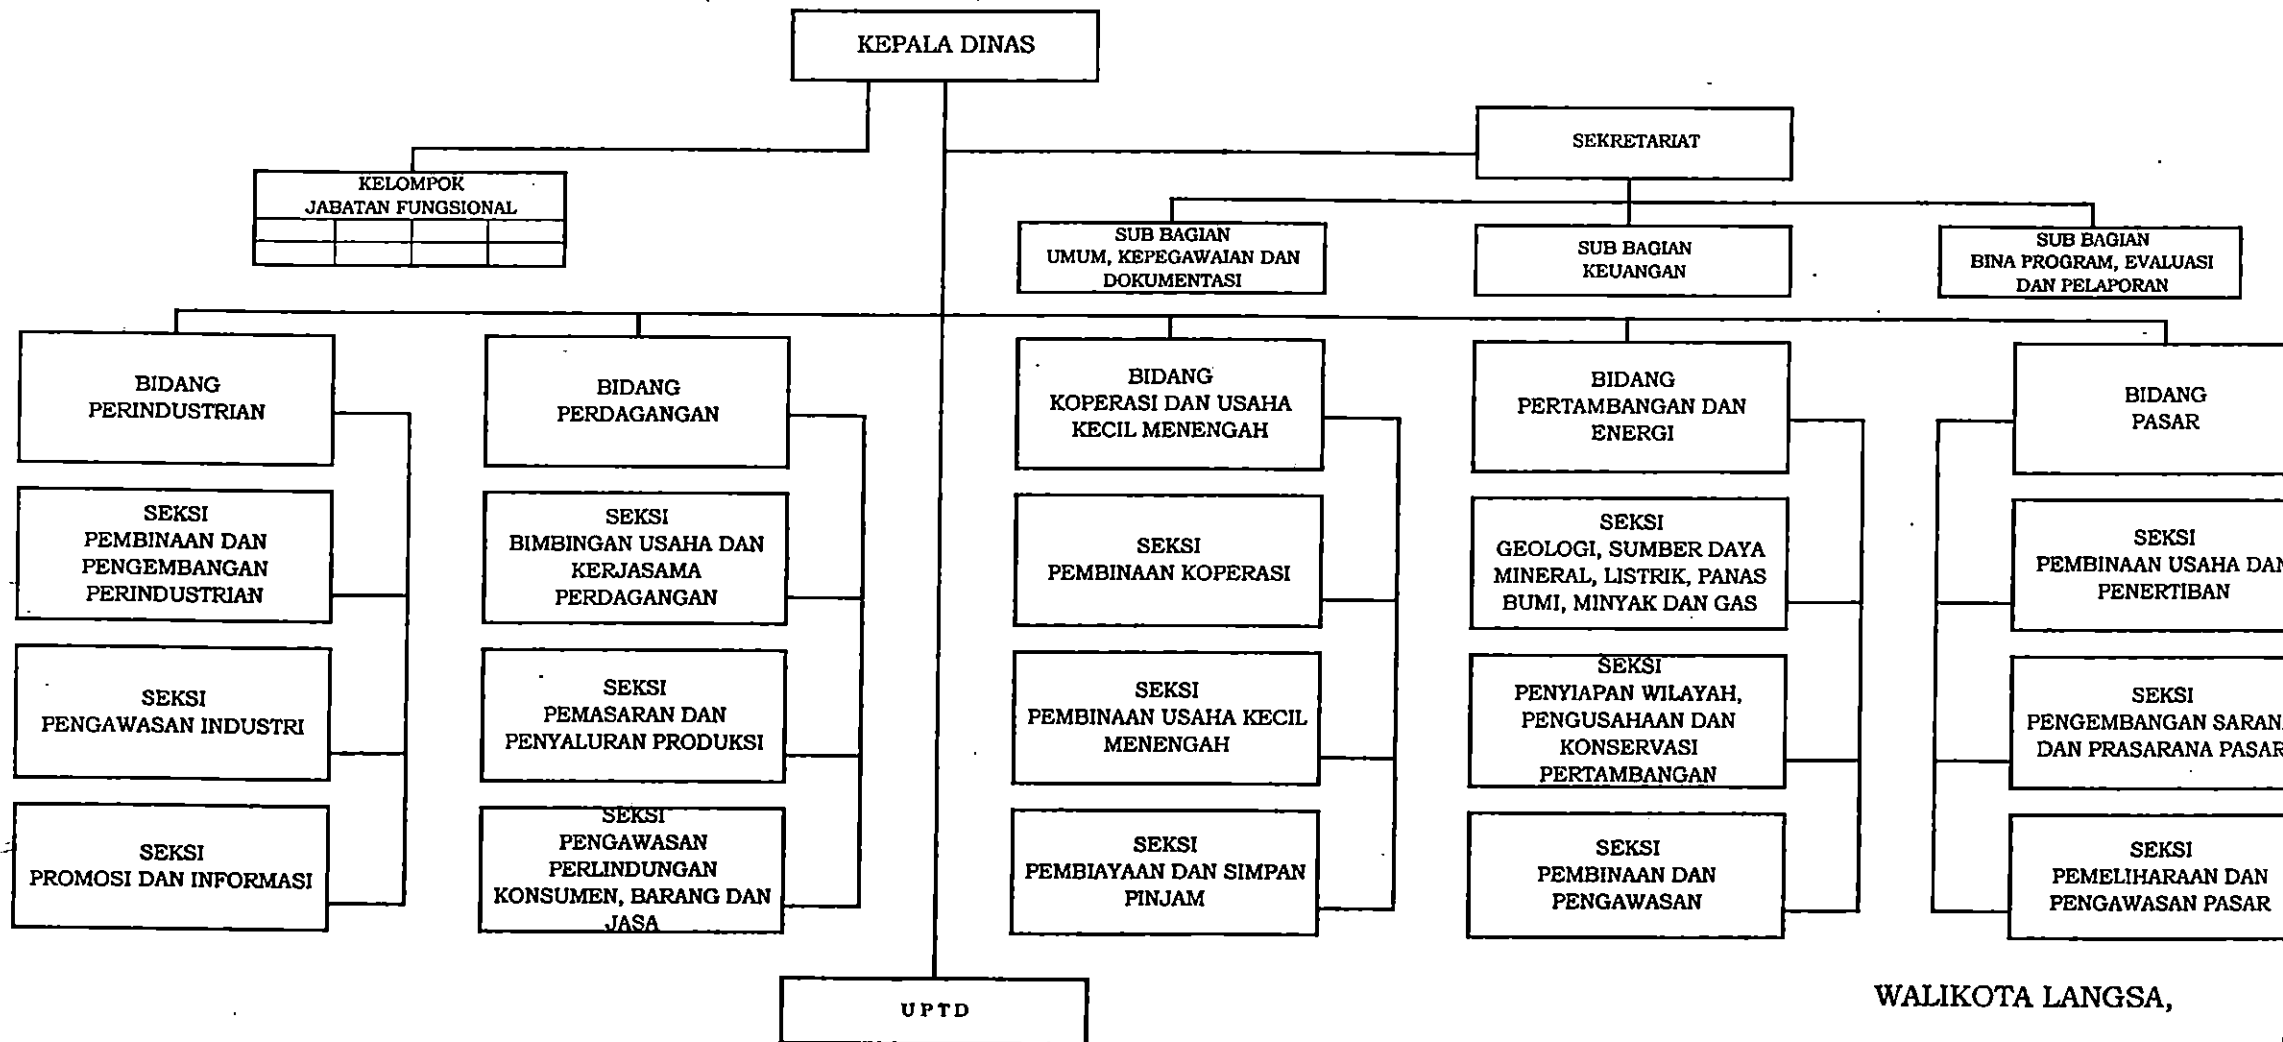 KEPALA DINAS
SEKRETARIAT
KELOMPOK
JABATAN FUNGSIONAL
SUB BAGIAN
UMUM, KEPEGAWAIAN DAN
DOKUMENTASI
SUB BAGIAN
KEUANGAN
SUB BAGIAN
BINA PROGRAM, EVALUASI
DAN PELAPORAN
BIDANG
PERINDUSTRIAN
SEKSI
PEMBINAAN DAN
PENGEMBANGAN
PERINDUSTRIAN
SEKSI
PENGAWASAN INDUSTRI
SEKSI
PROMOSI DAN INFORMASI
BIDANG
PERDAGANGAN
SEKSI
BIMBINGAN USAHA DAN
KERJASAMA
PERDAGANGAN
SEKSI
PEMASARAN DAN
PENYALURAN PRODUKSI
SEKSI
PENGAWASAN
PERLINDUNGAN
KONSUMEN, BARANG DAN
JASA
BIDANG
KOPERASI DAN USAHA
KECIL MENENGAH
SEKSI
PEMBINAAN KOPERASI
SEKSI
PEMBINAAN USAHA KECIL
MENENGAH
SEKSI
PEMBIAYAAN DAN SIMPAN
PINJAM
BIDANG
PERTAMBANGAN DAN
ENERGI
SEKSI
GEOLOGI, SUMBER DAYA
MINERAL, LISTRIK, PANAS
BUMI, MINYAK DAN GAS
SEKSI
PENYIAPAN WILAYAH,
PENGUSAHAAN DAN
KONSERVASI
PERTAMBANGAN
SEKSI
PEMBINAAN DAN
PENGAWASAN
BIDANG
PASAR
SEKSI
PEMBINAAN USAHA DAN
PENERTIBAN
SEKSI
PENGEMBANGAN SARAN
DAN PRASARANA PASAR
SEKSI
PEMELIHARAAN DAN
PENGAWASAN PASAR
UPTD
WALIKOTA LANGSA,